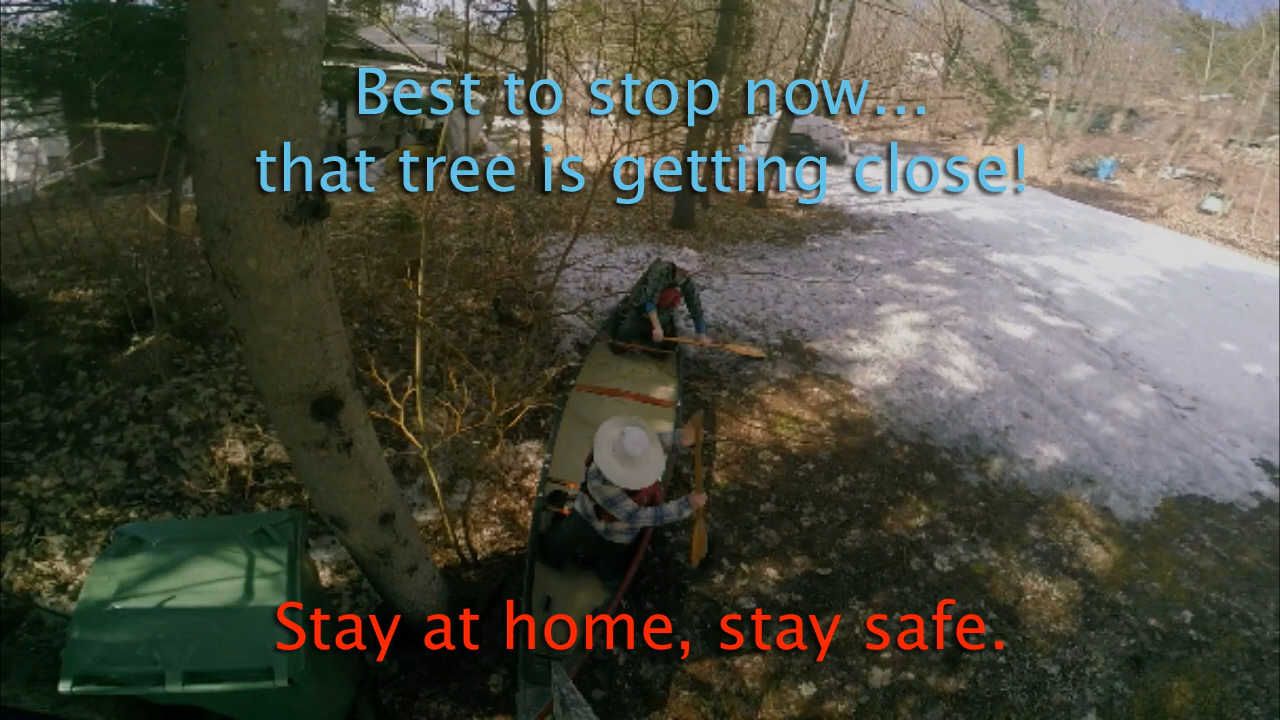 Best to stop now...
that tree is getting close!
Stay at home, stay safe.